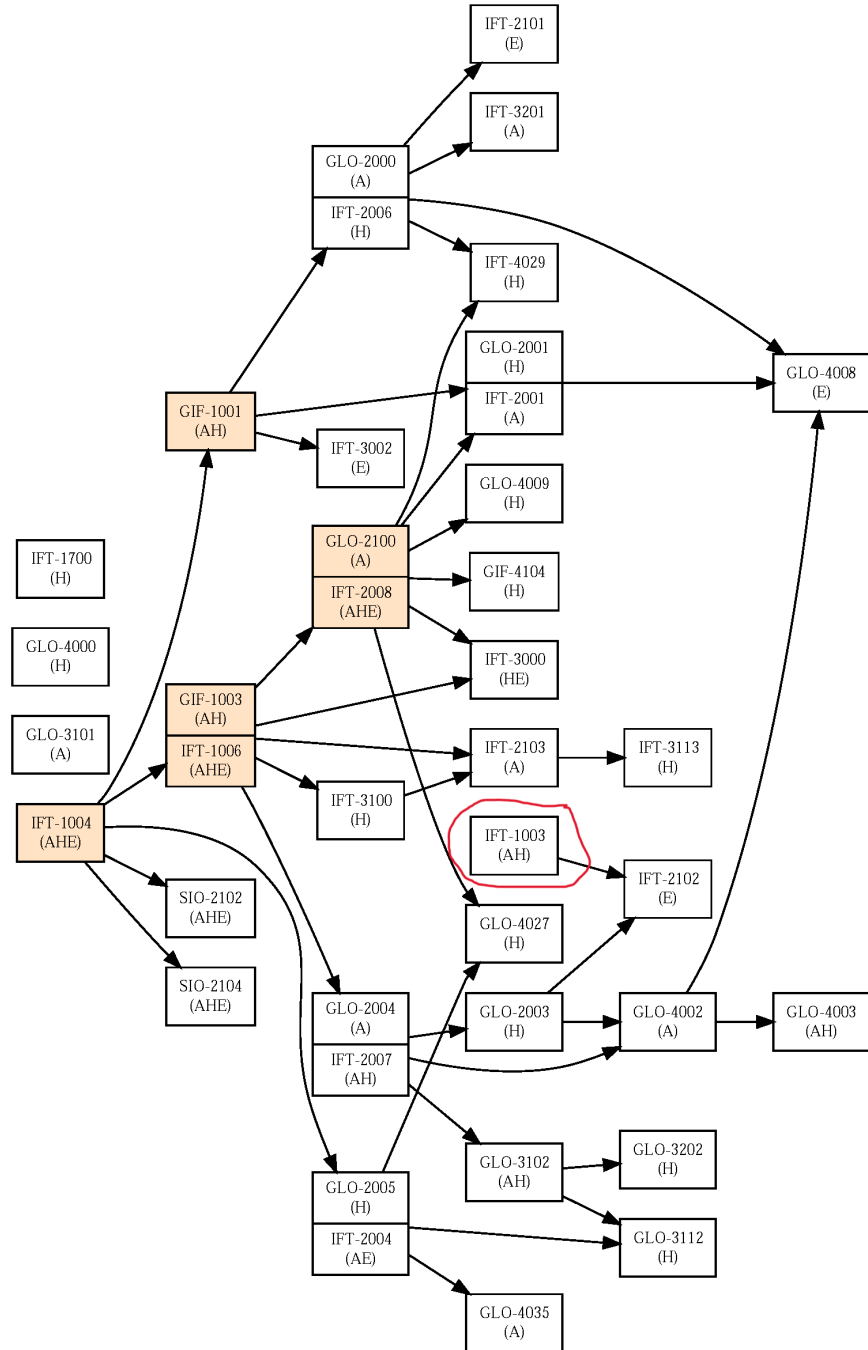 IFT-2101
(E)
IFT-3201
(A)
GLO-2000
(A)
IFT-2006
(H)
IFT-4029
(H)
GLO-2001
(H)
IFT-2001
(A)
GLO-4008
(E)
GIF-1001
(AH)
IFT-3002
(E)
GLO-4009
(H)
GLO-2100
(A)
IFT-2008
(AHE)
GIF-4104
(H)
IFT-1700
(H)
GLO-4000
(H)
IFT-3000
(HE)
GIF-1003
(AH)
IFT-1006
(AHE)
GLO-3101
(A)
IFT-2103
(A)
IFT-3113
(H)
IFT-3100
(H)
IFT-1004
(AHE)
IFT-1003
(AH)
IFT-2102
(E)
SIO-2102
(AHE)
GLO-4027
(H)
SIO-2104
(AHE)
GLO-2004
(A)
IFT-2007
(AH)
GLO-2003
(H)
GLO-4002
(A)
GLO-4003
(AH)
GLO-3102
(AH)
GLO-3202
(H)
GLO-2005
(H)
IFT-2004
(AE)
GLO-3112
(H)
GLO-4035
(A)